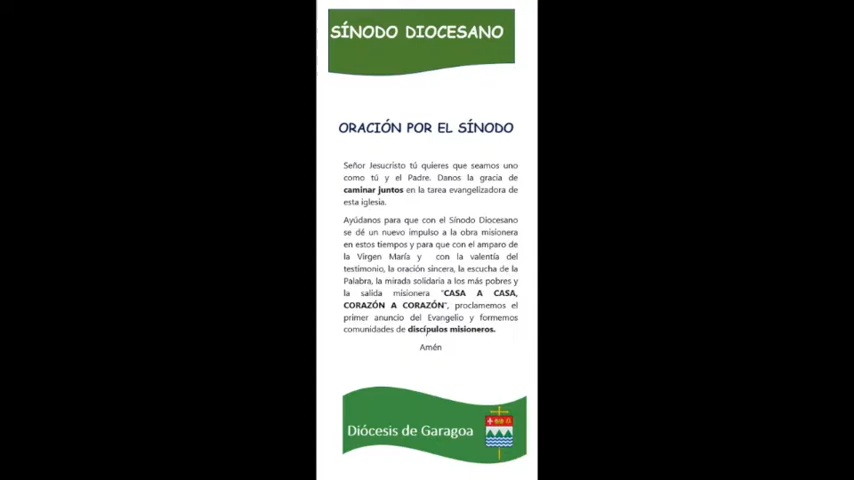 SÍNODO DIOCESANO
ORACIÓN POR EL SÍNODO
Señor Jesucristo tú quieres que seamos uno
como tú y el Padre. Danos la gracia de
caminar juntos en la tarea evangelizadora de
esta iglesia.
Ayúdanos para que con el Sínodo Diocesano
se dé un nuevo impulso a la obra misionera
en estos tiempos y para que con el amparo de
la Virgen María y con la valentía del
testimonio, la oración sincera, la escucha de la
Palabra, la mirada solidaria a los más pobres y
la salida misionera "CASA A CASA,
CORAZÓN A CORAZÓN", proclamemos el
primer anuncio del Evangelio y formemos
comunidades de discípulos misioneros.
Amén
Diócesis de Garagoa